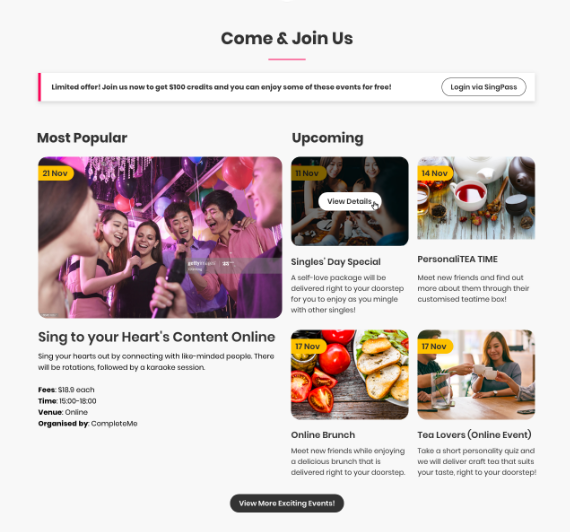 Come & Join Us
Limited offer! Join us now to get $100 credits and you can enjoy some of these events for free!
Login via SingPass
Most Popular
21 Nov
gettyimages
Sing to your Heart's Content Online
Sing your hearts out by connecting with like-minded people. There
will be rotations, followed by a karaoke session.
Fees: $18.9 each
Time: 15:00-18:00
Venue: Online
Organised by: CompleteMe
Upcoming
11 Nov
View Details
Singles' Day Special
A self-love package will be
delivered right to your doorstep
for you to enjoy as you mingle
with other singles!
14 Nov
PersonaliTEA TIME
Meet new friends and find out
more about them through their
customised teatime box!
17 Nov
Online Brunch
Meet new friends while enjoying
a delicious brunch that is
delivered right to your doorstep.
17 Nov
Tea Lovers (Online Event)
Take a short personality quiz and
we will deliver craft tea that suits
your taste, right to your doorstep!
View More Exciting Events!